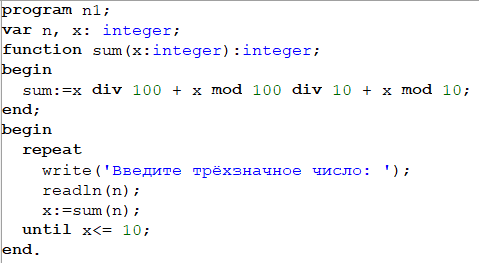 program n1;
var n, x: integer;
function sum(x:integer):integer;
begin
sum:=x div 100 + x mod 100 div 10 + x mod 10;
end;
begin
repeat
write('Введите трёхзначное число: ');
readln(n);
x:=sum(n);
until x<= 10;
end.